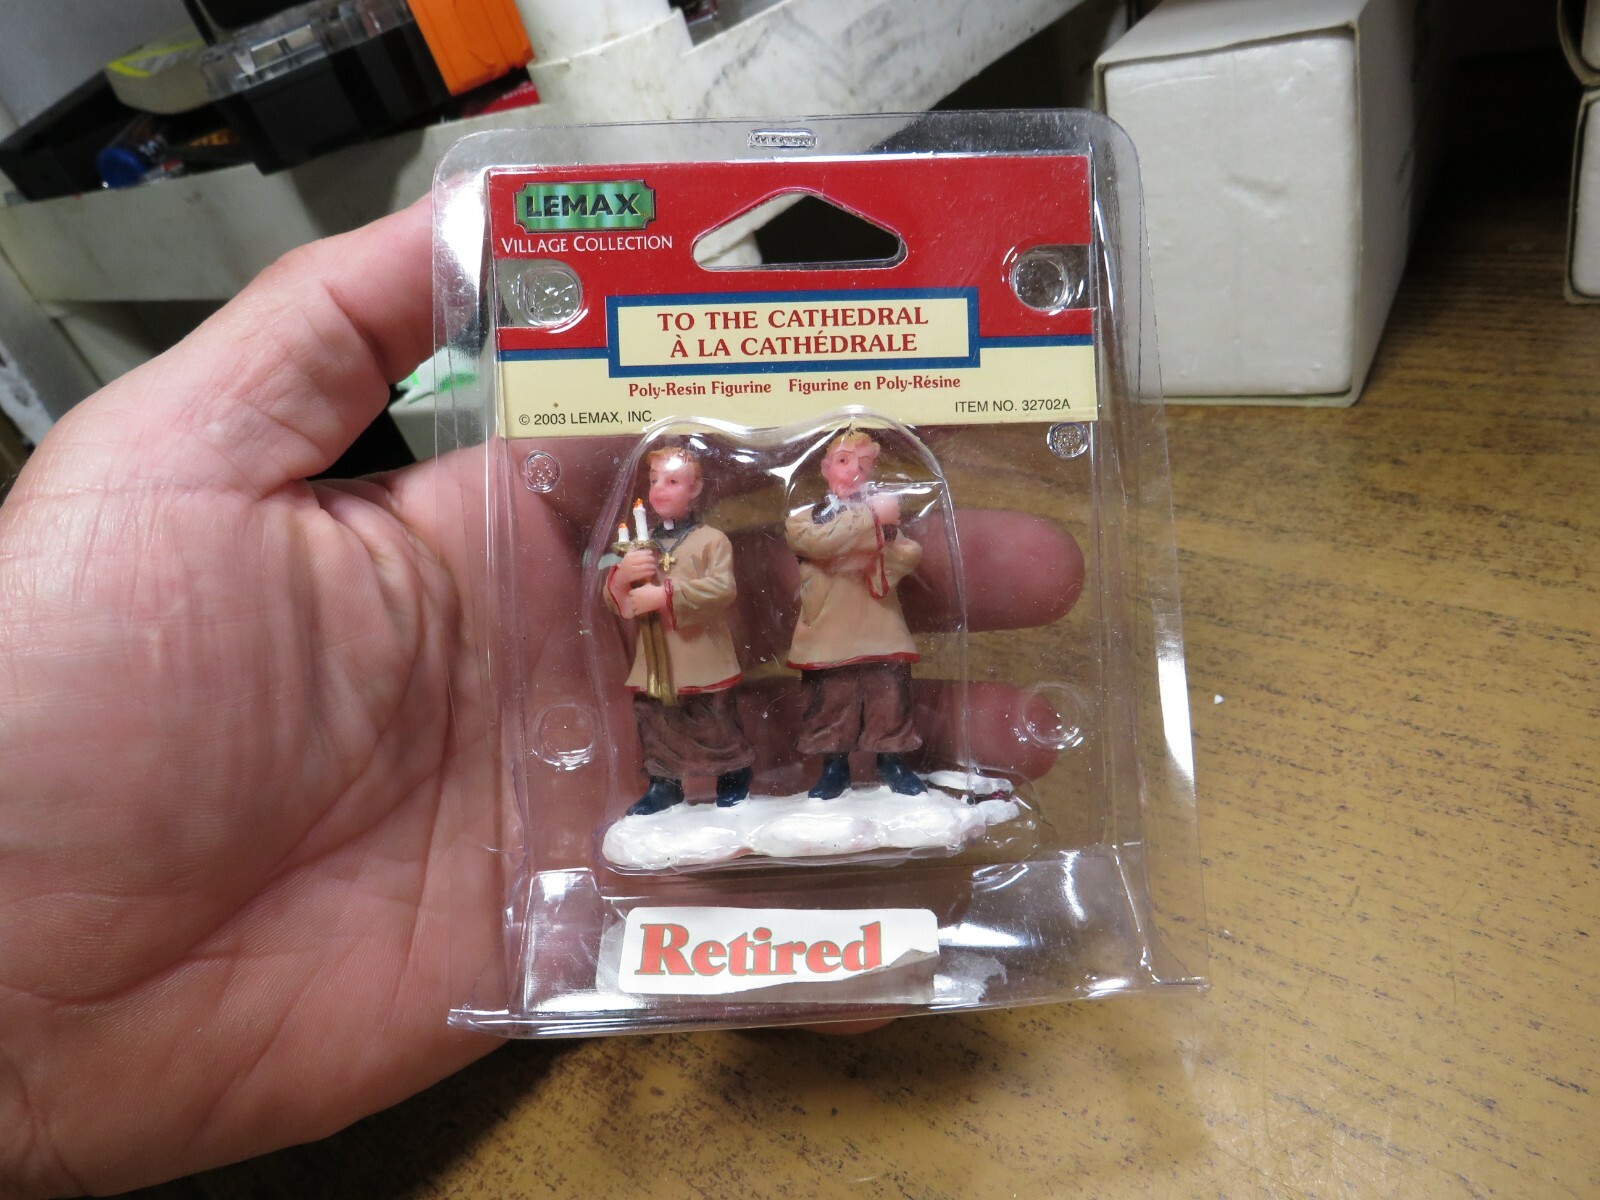 LEMAX
VILLAGE COLLECTION
TO THE CATHEDRAL
À LA CATHÉDRALE
Poly-Resin Figurine Figurine en Poly-Résine
© 2003 LEMAX, INC.
ITEM NO. 32702A
Retired